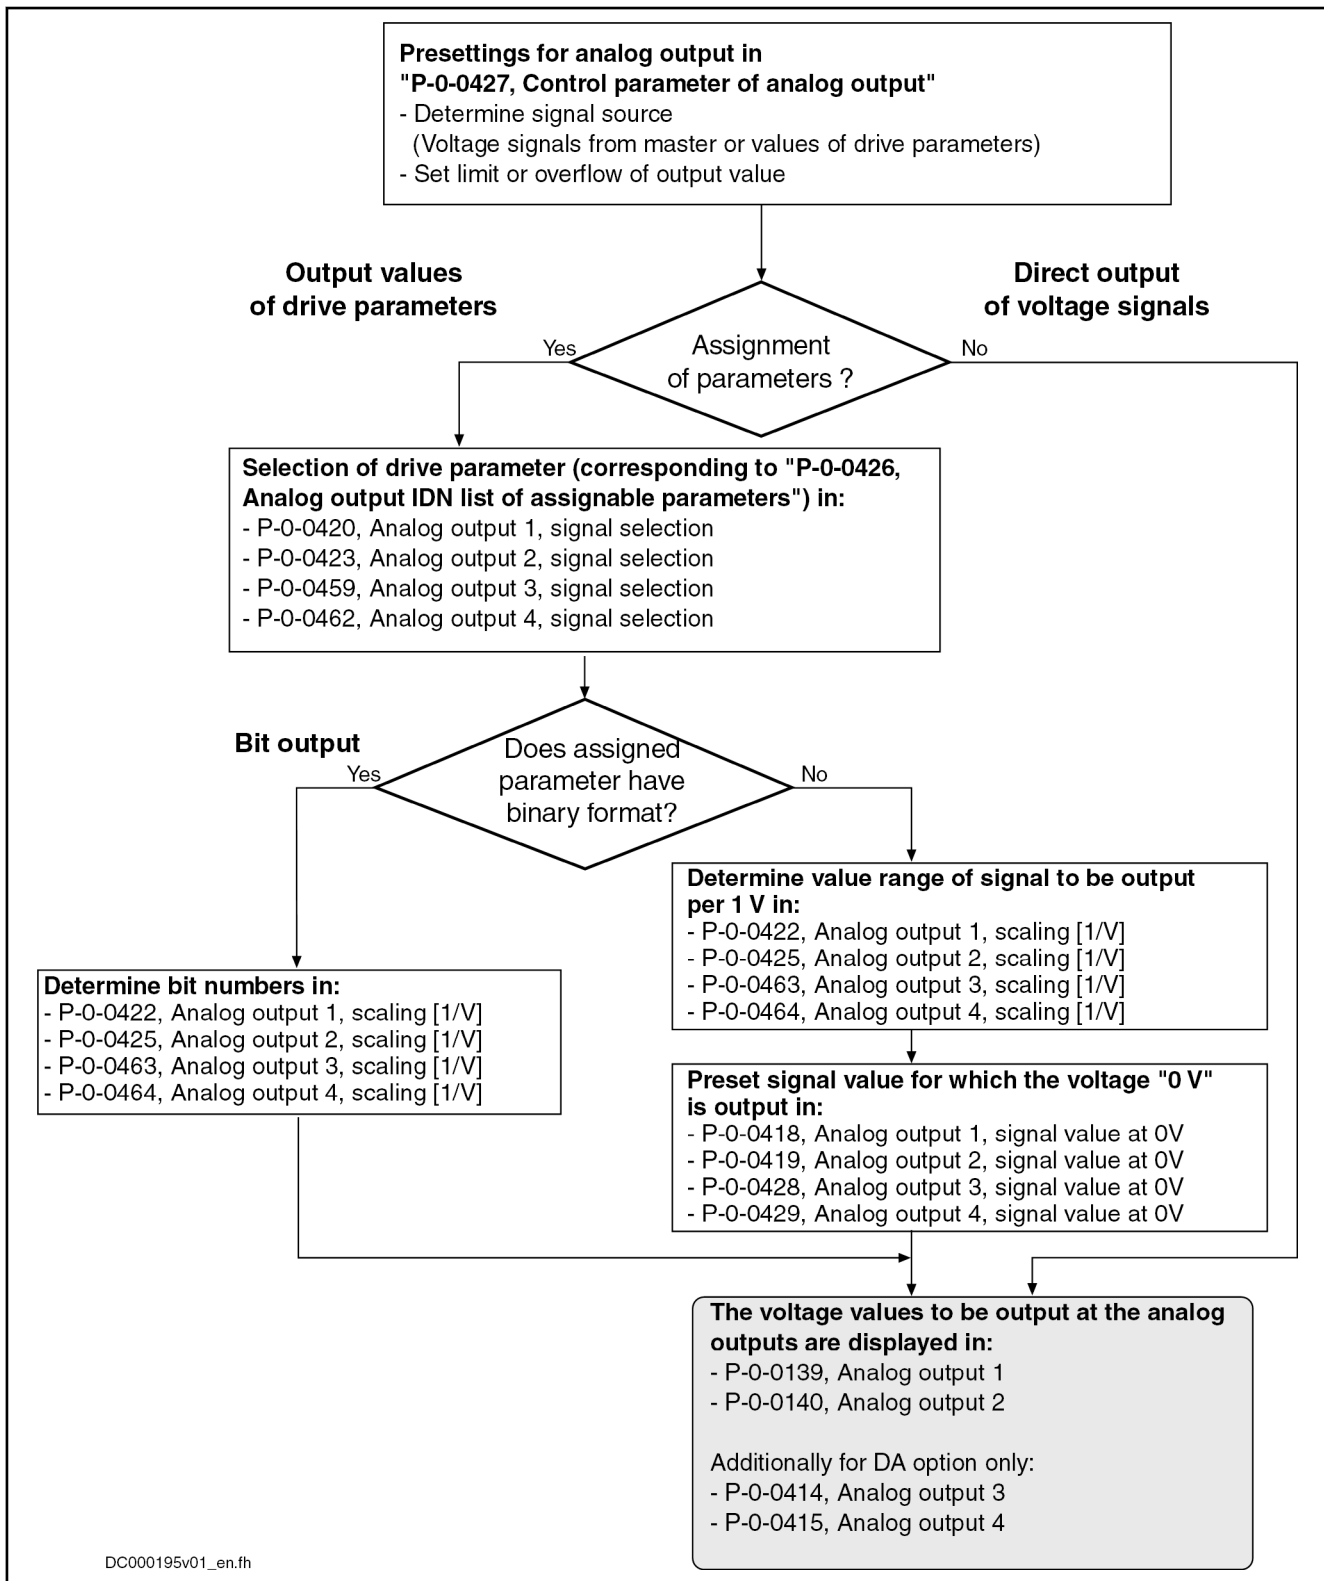 Presettings for analog output in
"P-0-0427, Control parameter of analog output"
- Determine signal source
(Voltage signals from master or values of drive parameters)
- Set limit or overflow of output value
Output values
of drive parameters
Direct output
of voltage signals
Yes
Assignment
of parameters ?
No
Selection of drive parameter (corresponding to "P-0-0426,
Analog output IDN list of assignable parameters") in:
- P-0-0420, Analog output 1, signal selection
- P-0-0423, Analog output 2, signal selection
- P-0-0459, Analog output 3, signal selection
- P-0-0462, Analog output 4, signal selection
Bit output
Yes
Does assigned
parameter have
binary format?
No
Determine value range of signal to be output
per 1 V in:
- P-0-0422, Analog output 1, scaling [1/V]
- P-0-0425, Analog output 2, scaling [1/V]
- P-0-0463, Analog output 3, scaling [1/V]
- P-0-0464, Analog output 4, scaling [1/V]
Determine bit numbers in:
- P-0-0422, Analog output 1, scaling [1/V]
- P-0-0425, Analog output 2, scaling [1/V]
- P-0-0463, Analog output 3, scaling [1/V]
- P-0-0464, Analog output 4, scaling [1/V]
Preset signal value for which the voltage "0 V"
is output in:
- P-0-0418, Analog output 1, signal value at 0V
- P-0-0419, Analog output 2, signal value at 0V
- P-0-0428, Analog output 3, signal value at 0V
- P-0-0429, Analog output 4, signal value at 0V
The voltage values to be output at the analog
outputs are displayed in:
- P-0-0139, Analog output 1
- P-0-0140, Analog output 2
Additionally for DA option only:
- P-0-0414, Analog output 3
- P-0-0415, Analog output 4
DC000195v01_en.fh